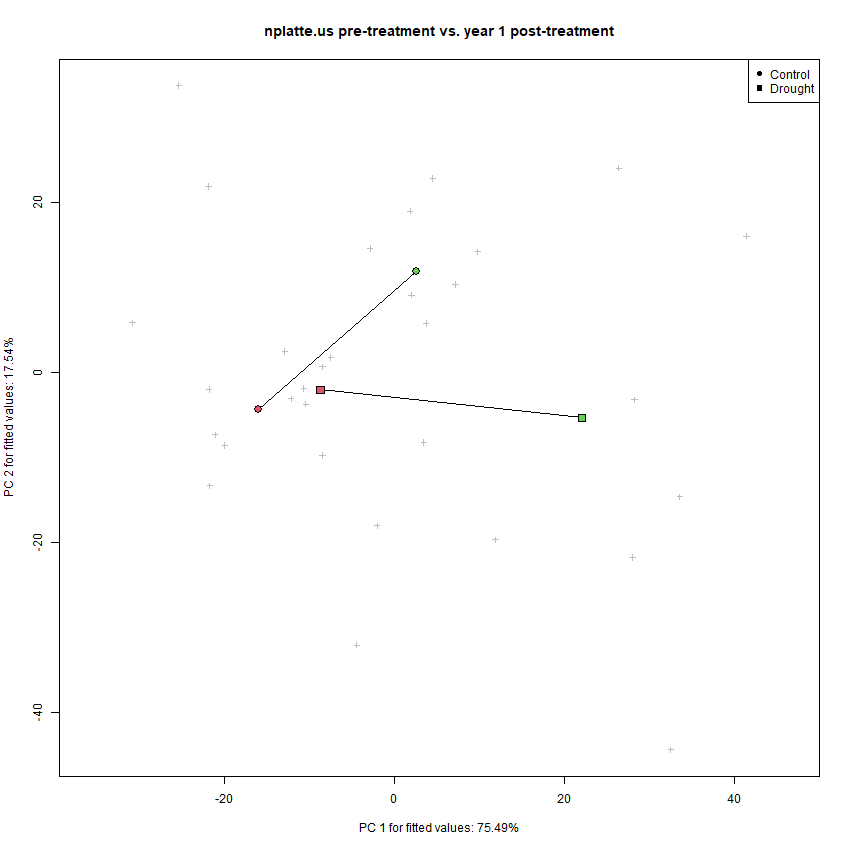 nplatte.us pre-treatment vs. year 1 post-treatment
Control
Drought
20
0
-20
-40
PC 2 for fitted values: 17.54%
-20
0
20
40
PC 1 for fitted values: 75.49%